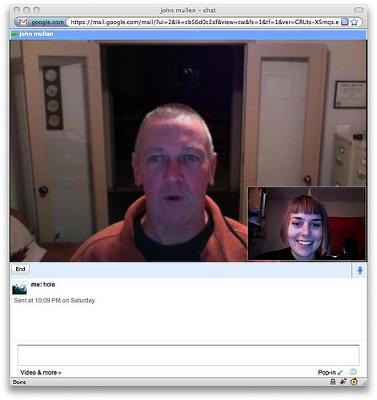 john mullen – chat
google.com https://mail.google.com/mail/?ui=2&ik=cb56d0c2af&view=cw&fs=1&tf=1&ver=GRUts-XSmqs.e
john mullen
End
me: hola
Sent at 10:09 PM on Saturday
Video & more ▸ Pop-in
Done